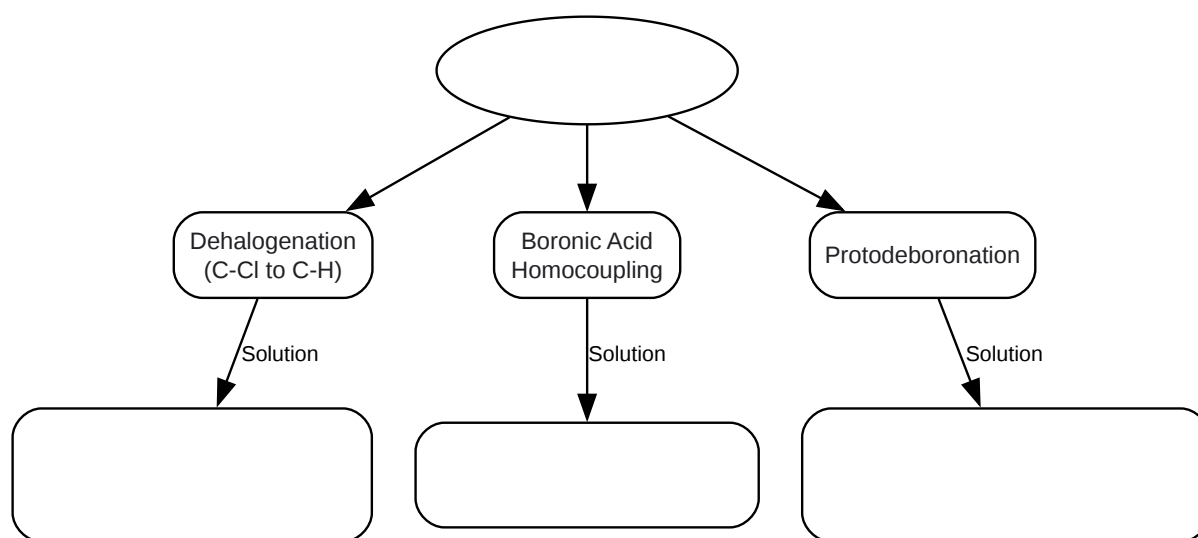 Dehalogenation
(C-Cl to C-H)
Boronic Acid
Homocoupling
Protodeboronation
Solution
Solution
Solution